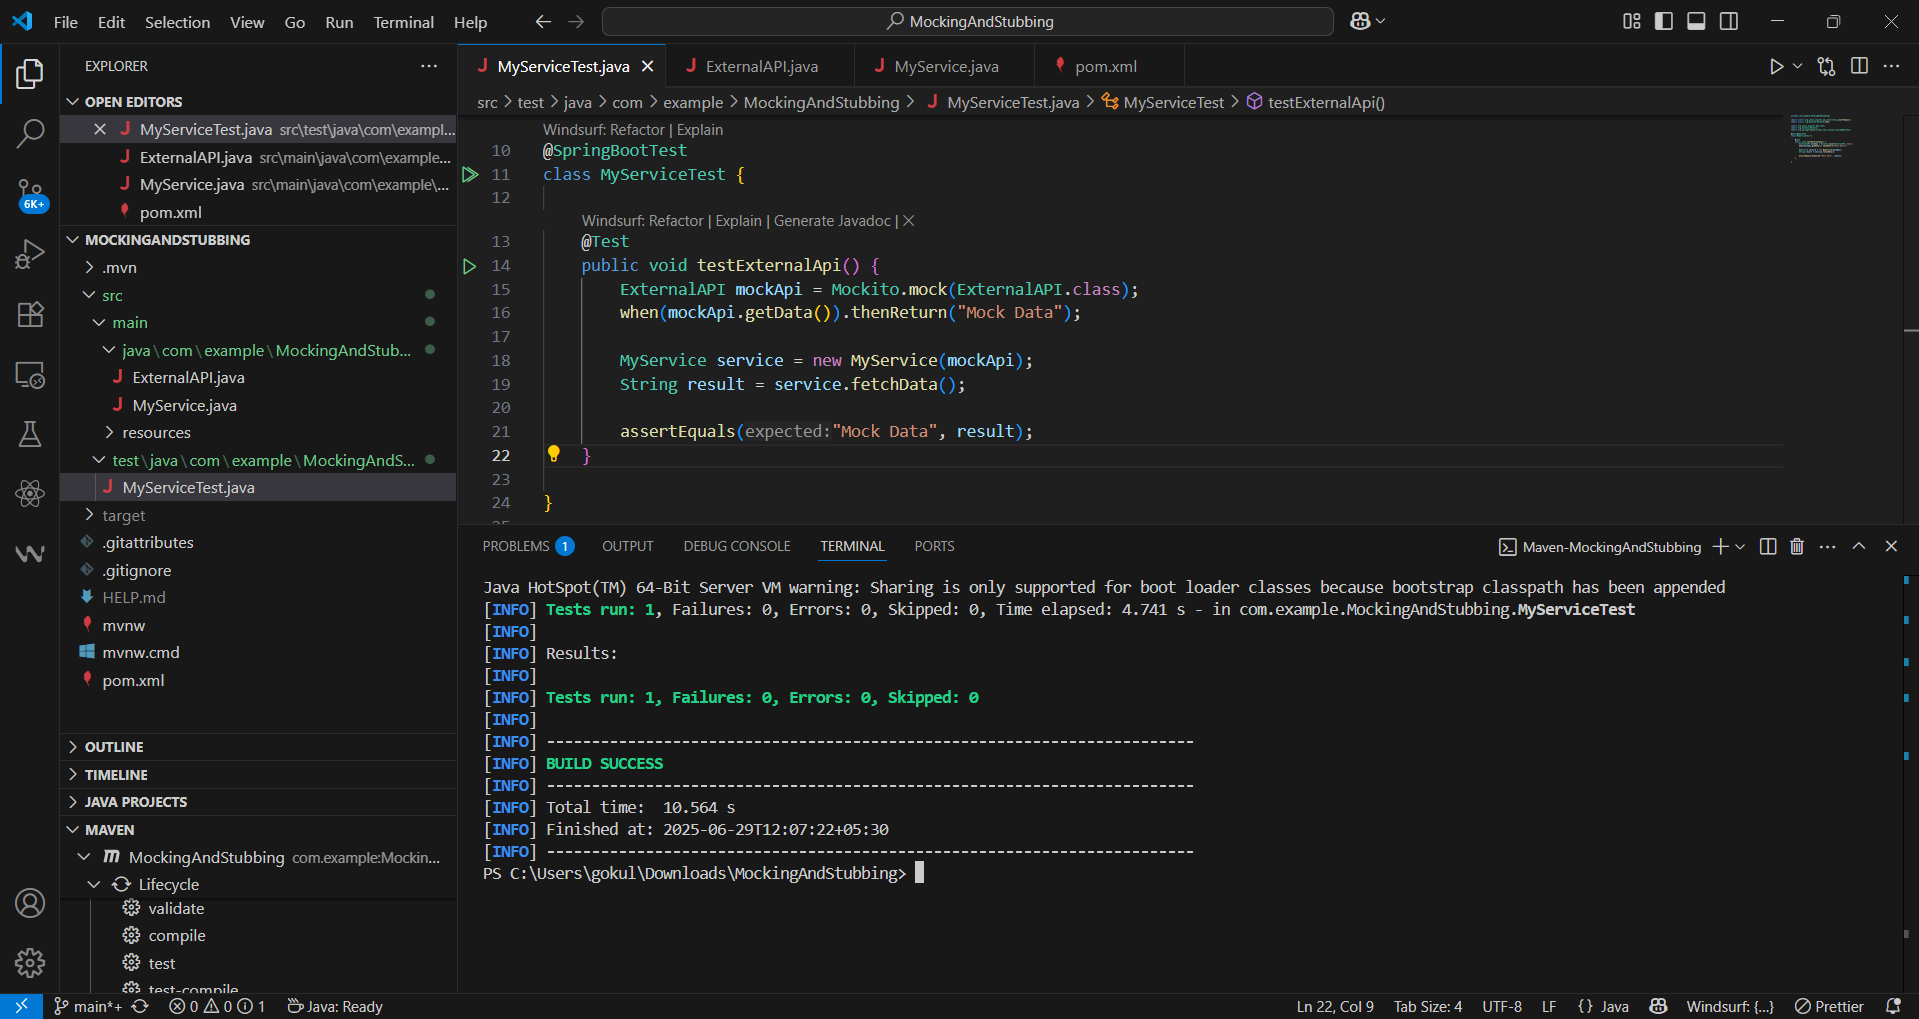 File Edit Selection View Go Run Terminal Help
MockingAndStubbing
EXPLORER
OPEN EDITORS
MyServiceTest.java src\test\java\com\exampl...
ExternalAPI.java src\main\java\com\example...
MyService.java src\main\java\com\example\...
pom.xml
6K+
MOCKINGANDSTUBBING
.mvn
src
main
java\com\example\MockingAndStub...
ExternalAPI.java
MyService.java
resources
test\java\com\example\MockingAndS...
MyServiceTest.java
target
.gitattributes
.gitignore
HELP.md
mvnw
mvnw.cmd
pom.xml
OUTLINE
TIMELINE
JAVA PROJECTS
MAVEN
MockingAndStubbing com.example:Mockin...
Lifecycle
validate
compile
test
test-compile
MyServiceTest.java ExternalAPI.java MyService.java pom.xml
src > test > java > com > example > MockingAndStubbing > MyServiceTest.java > MyServiceTest > testExternalApi()
Windsurf: Refactor | Explain
10 @SpringBootTest
11 class MyServiceTest {
12
Windsurf: Refactor | Explain | Generate Javadoc | X
13 @Test
14 public void testExternalApi() {
15 ExternalAPI mockApi = Mockito.mock(ExternalAPI.class);
16 when(mockApi.getData()).thenReturn("Mock Data");
17
18 MyService service = new MyService(mockApi);
19 String result = service.fetchData();
20
21 assertEquals(expected:"Mock Data", result);
22 }
23
24 }
PROBLEMS 1 OUTPUT DEBUG CONSOLE TERMINAL PORTS
Maven-MockingAndStubbing
Java HotSpot(TM) 64-Bit Server VM warning: Sharing is only supported for boot loader classes because bootstrap classpath has been appended
[INFO] Tests run: 1, Failures: 0, Errors: 0, Skipped: 0, Time elapsed: 4.741 s - in com.example.MockingAndStubbing.MyServiceTest
[INFO]
[INFO] Results:
[INFO]
[INFO] Tests run: 1, Failures: 0, Errors: 0, Skipped: 0
[INFO]
[INFO] ------------------------------------------------------------------------
[INFO] BUILD SUCCESS
[INFO] ------------------------------------------------------------------------
[INFO] Total time:  10.564 s
[INFO] Finished at: 2025-06-29T12:07:22+05:30
[INFO] ------------------------------------------------------------------------
PS C:\Users\gokul\Downloads\MockingAndStubbing>
main*+ 0 0 1 Java: Ready
Ln 22, Col 9 Tab Size: 4 UTF-8 LF {} Java Windsurf: {...} Prettier